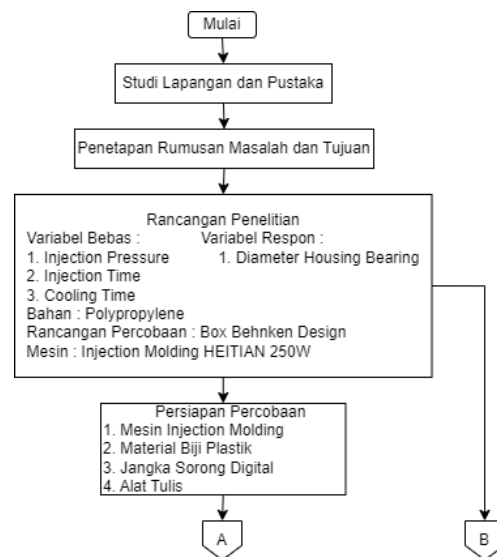 Mulai
Studi Lapangan dan Pustaka
Penetapan Rumusan Masalah dan Tujuan
Rancangan Penelitian
Variabel Bebas : Variabel Respon :
1. Injection Pressure 1. Diameter Housing Bearing
2. Injection Time
3. Cooling Time
Bahan : Polypropylene
Rancangan Percobaan : Box Behnken Design
Mesin : Injection Molding HEITIAN 250W
Persiapan Percobaan
1. Mesin Injection Molding
2. Material Biji Plastik
3. Jangka Sorong Digital
4. Alat Tulis
A B